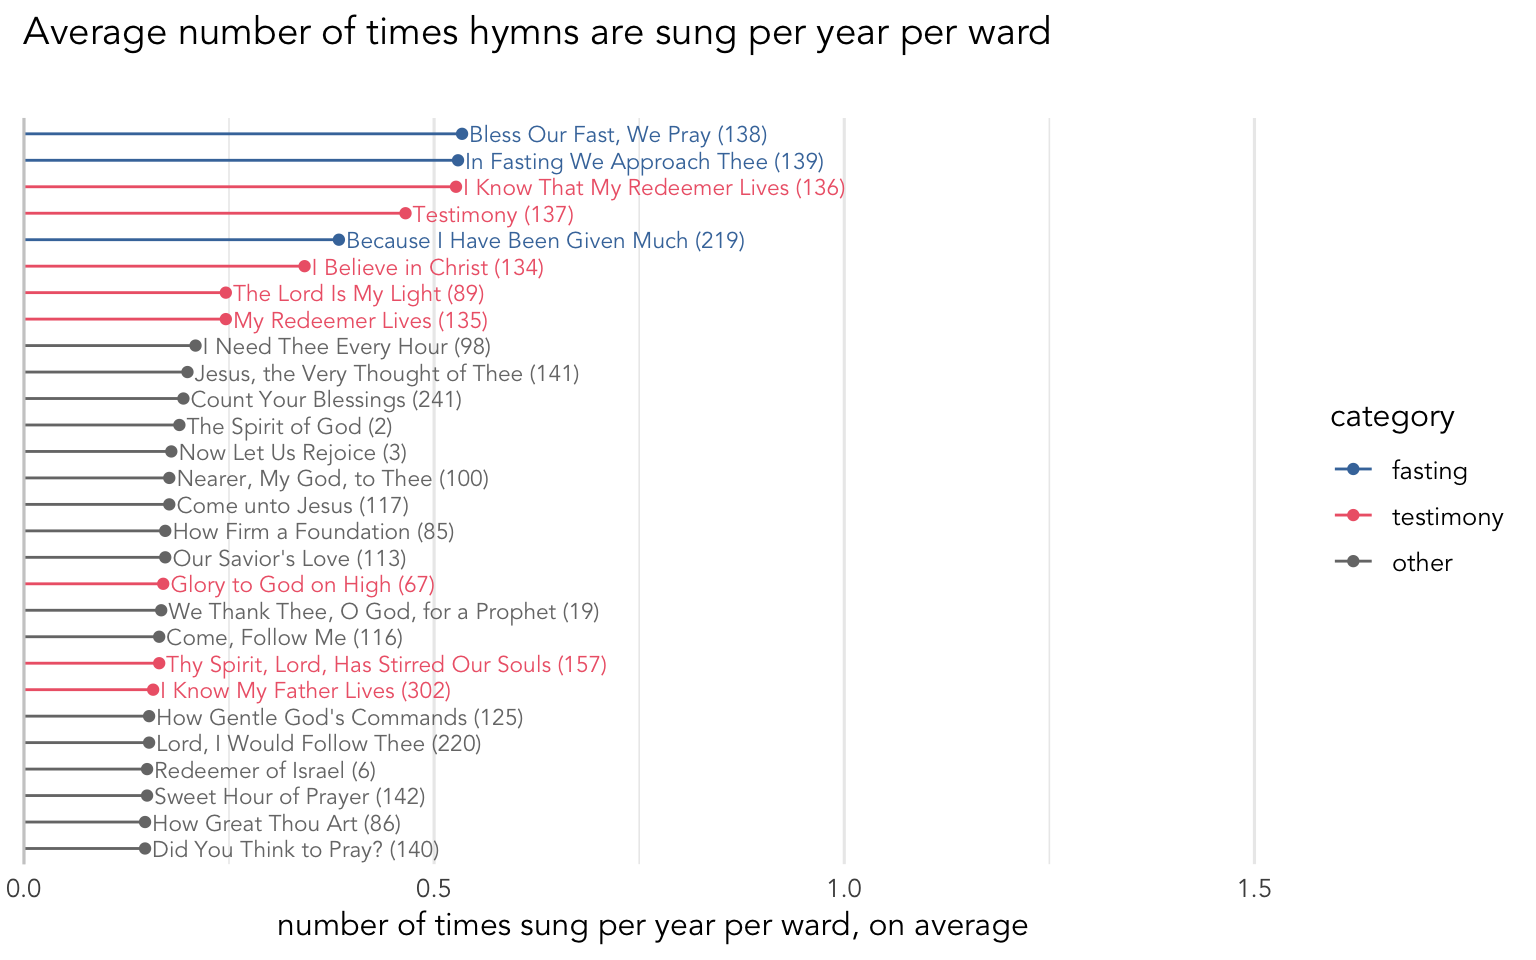 Average number of times hymns are sung per year per ward
Bless Our Fast, We Pray (138)
In Fasting We Approach Thee (139)
I Know That My Redeemer Lives (136)
Testimony (137)
Because I Have Been Given Much (219)
I Believe in Christ (134)
The Lord Is My Light (89)
My Redeemer Lives (135)
I Need Thee Every Hour (98)
Jesus, the Very Thought of Thee (141)
Count Your Blessings (241)
The Spirit of God (2)
Now Let Us Rejoice (3)
Nearer, My God, to Thee (100)
Come unto Jesus (117)
How Firm a Foundation (85)
Our Savior's Love (113)
Glory to God on High (67)
We Thank Thee, O God, for a Prophet (19)
Come, Follow Me (116)
Thy Spirit, Lord, Has Stirred Our Souls (157)
I Know My Father Lives (302)
How Gentle God's Commands (125)
Lord, I Would Follow Thee (220)
Redeemer of Israel (6)
Sweet Hour of Prayer (142)
How Great Thou Art (86)
Did You Think to Pray? (140)
0.0 0.5 1.0 1.5
number of times sung per year per ward, on average
category
fasting
testimony
other